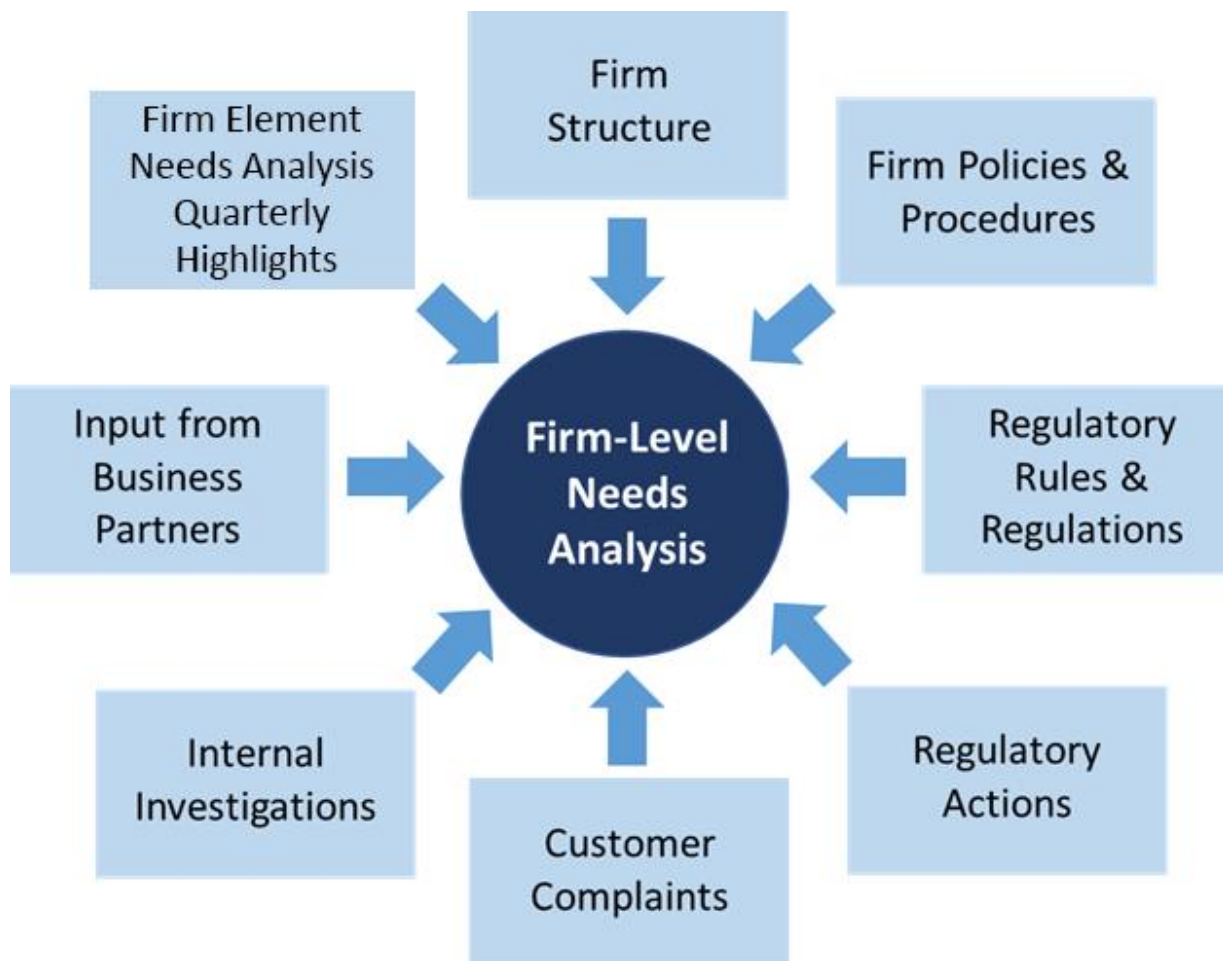 Firm
Structure
Firm Element
Needs Analysis
Quarterly
Highlights
Firm Policies &
Procedures
Input from
Business
Partners
Firm-Level
Needs
Analysis
Regulatory
Rules &
Regulations
Internal
Investigations
Customer
Complaints
Regulatory
Actions